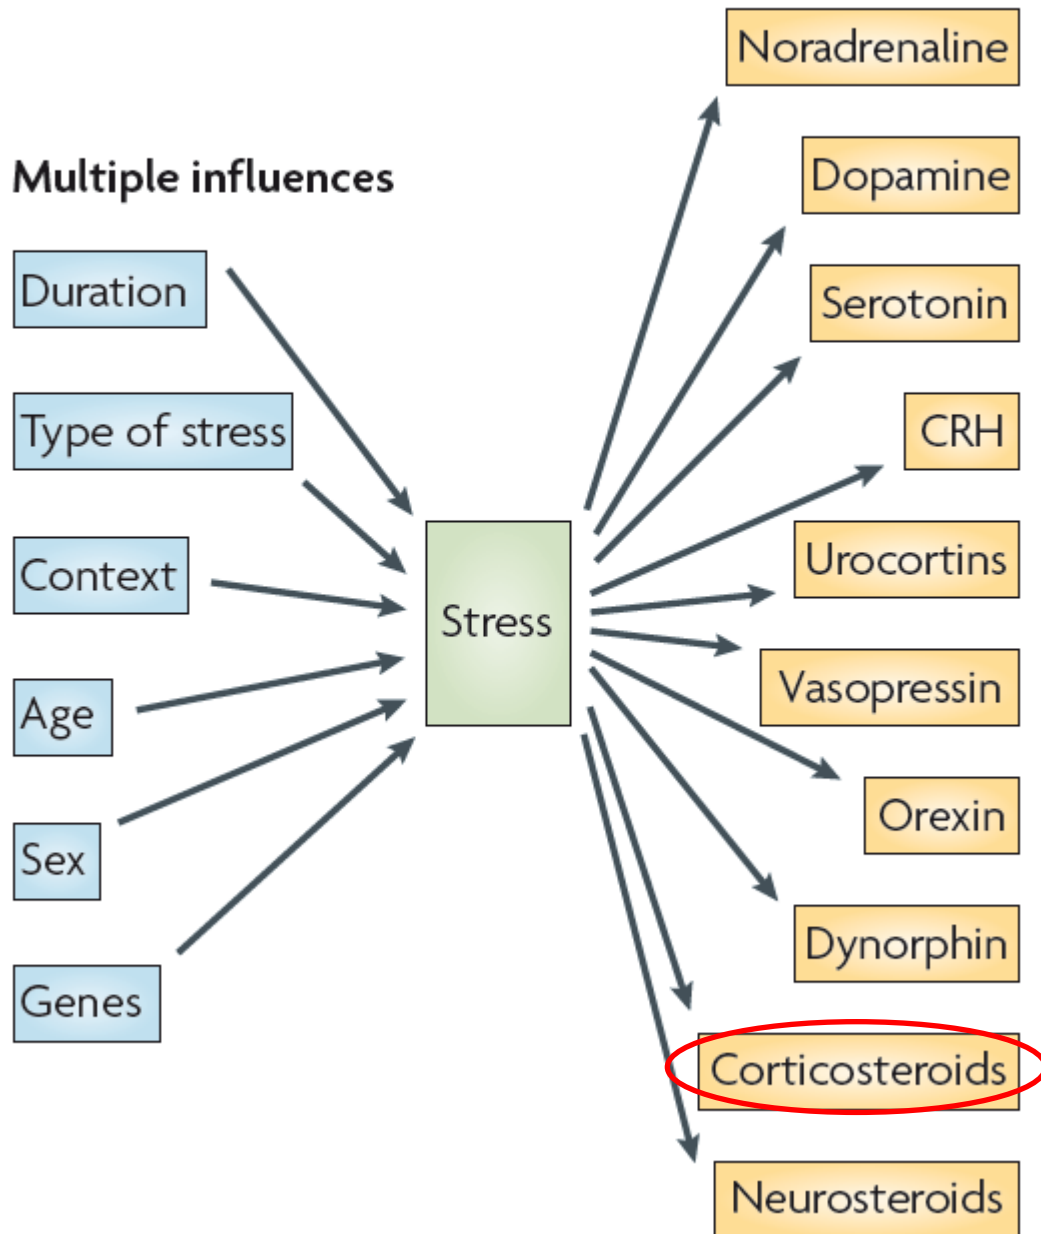 Multiple influences
Duration
Type of stress
Context
Age
Sex
Genes
Stress
Noradrenaline
Dopamine
Serotonin
CRH
Urocortins
Vasopressin
Orexin
Dynorphin
Corticosteroids
Neurosteroids